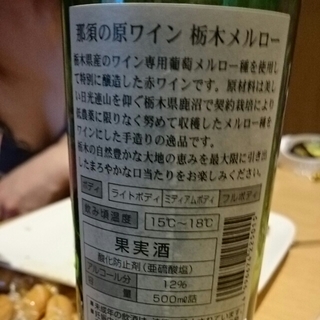 那須の原ワイン 栃木メルロー
栃木県産のワイン専用葡萄メルロー種を使用し
て特別に醸造した赤ワインです。原材料は美し
い日光連山を仰ぐ栃木県鹿沼で契約栽培により
低農薬に限りなく努めて収穫したメルロー種を
ワインにした手造りの逸品です。
栃木の自然豊かな大地の恵みを最大限に引き出
したまろやかな口当たりをお楽しみください。
ボディ ライトボディ ミディアムボディ フルボディ
飲み頃温度 15℃〜18℃
果実酒
酸化防止剤(亜硫酸塩)
アルコール分 12%
量 500ml詰